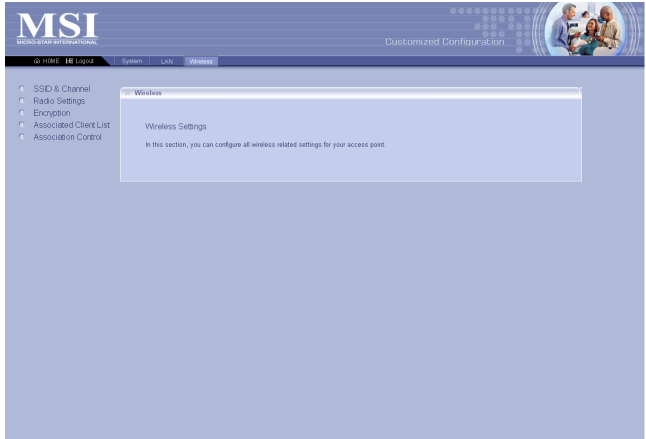 MSI
MICRO-STAR INTERNATIONAL
Customized Configuration
HOME Logout System LAN Wireless
SSID & Channel
Radio Settings
Encryption
Associated Client List
Association Control
Wireless
Wireless Settings
In this section, you can configure all wireless related settings for your access point.